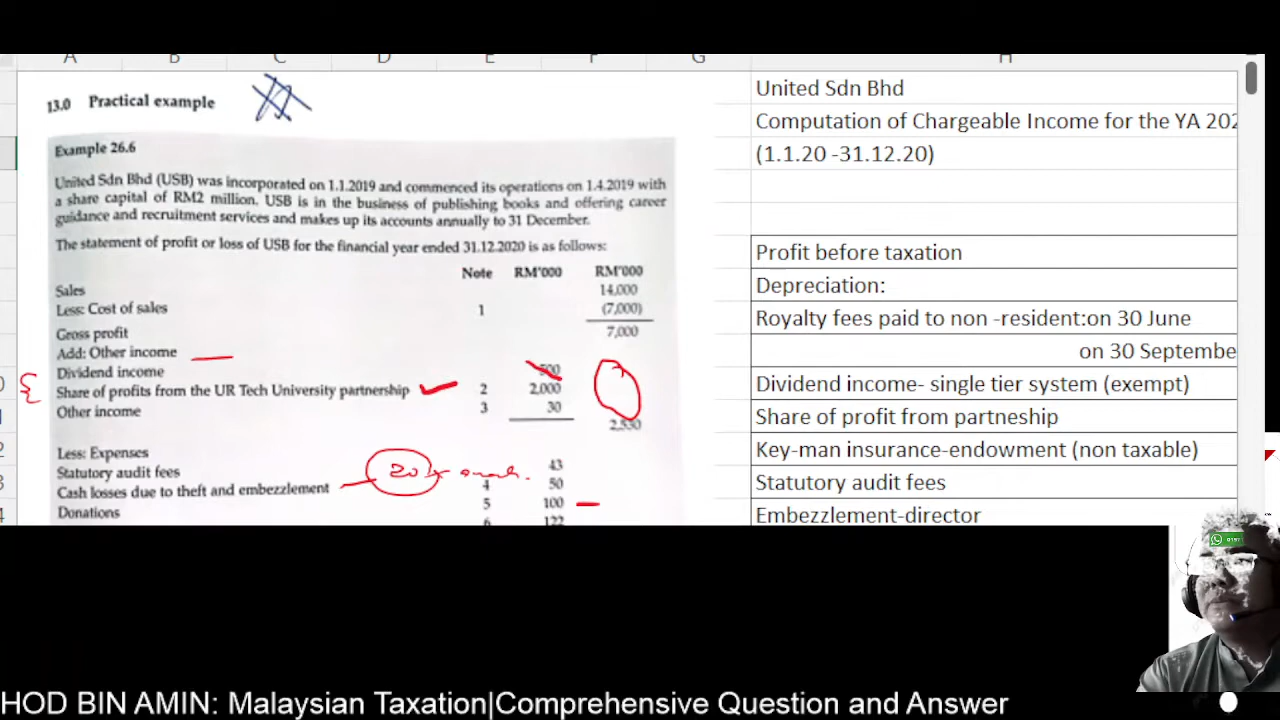 A B C D E F G H
13.0 Practical example
Example 26.6
United Sdn Bhd (USB) was incorporated on 1.1.2019 and commenced its operations on 1.4.2019 with
a share capital of RM2 million. USB is in the business of publishing books and offering career
guidance and recruitment services and makes up its accounts annually to 31 December.
The statement of profit or loss of USB for the financial year ended 31.12.2020 is as follows:
Note RM'000 RM'000
Sales 14,000
Less: Cost of sales 1 (7,000)
Gross profit 7,000
Add: Other income
Dividend income 500
Share of profits from the UR Tech University partnership 2 2,000
Other income 3 30
2,530
Less: Expenses
Statutory audit fees 43
Cash losses due to theft and embezzlement 4 50
Donations 5 100
6 122
20
United Sdn Bhd
Computation of Chargeable Income for the YA 202
(1.1.20 -31.12.20)
Profit before taxation
Depreciation:
Royalty fees paid to non -resident:on 30 June
on 30 Septembe
Dividend income- single tier system (exempt)
Share of profit from partneship
Key-man insurance-endowment (non taxable)
Statutory audit fees
Embezzlement-director
HOD BIN AMIN: Malaysian Taxation|Comprehensive Question and Answer